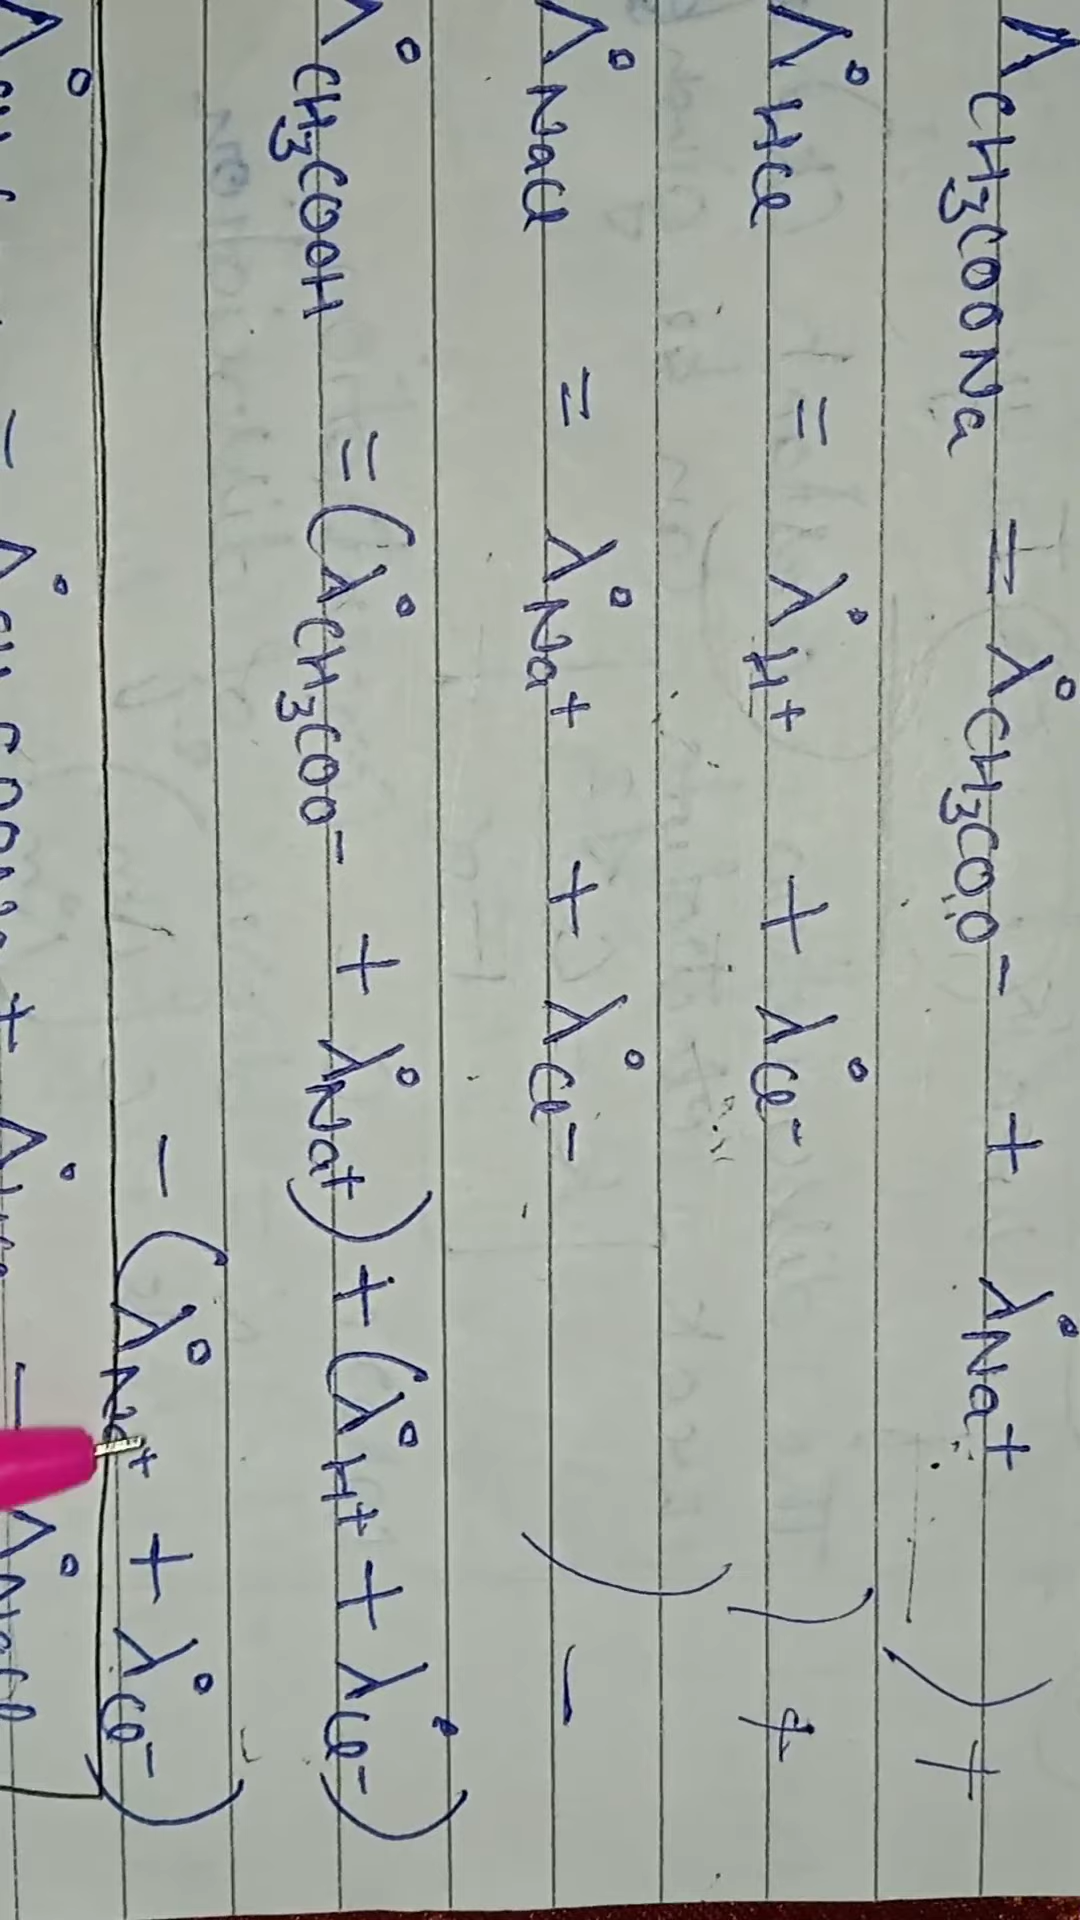 Λ CH₃COONa = λ° CH₃COO⁻ + λ° Na⁺ ) +
Λ° HCl = λ° H⁺ + λ° Cl⁻ ) +
Λ° NaCl = λ° Na⁺ + λ° Cl⁻ ) −
Λ° CH₃COOH = (λ° CH₃COO⁻ + λ° Na⁺) + (λ° H⁺ + λ° Cl⁻)
− (λ° Na⁺ + λ° Cl⁻)